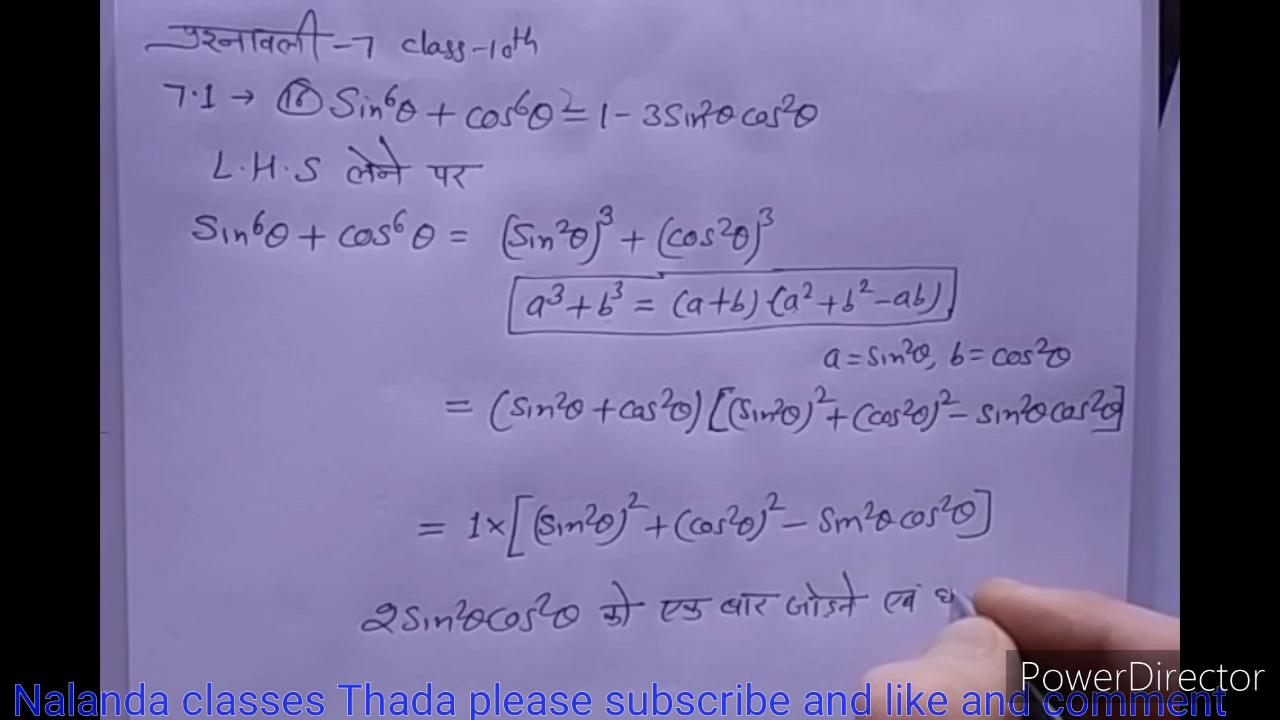 प्रश्नावली-7 class-10th
7.1 → (18) Sin⁶θ + cos⁶θ = 1 - 3Sin²θ cos²θ
L.H.S लेने पर
Sin⁶θ + cos⁶θ = (Sin²θ)³ + (cos²θ)³
a³ + b³ = (a+b) (a² + b² - ab)
a = Sin²θ, b = cos²θ
= (Sin²θ + cos²θ) [(Sin²θ)² + (cos²θ)² - Sin²θ cos²θ]
= 1 × [(Sin²θ)² + (cos²θ)² - Sin²θ cos²θ]
2Sin²θcos²θ को एक बार जोडने एवं
PowerDirector
Nalanda classes Thada please subscribe and like and comment